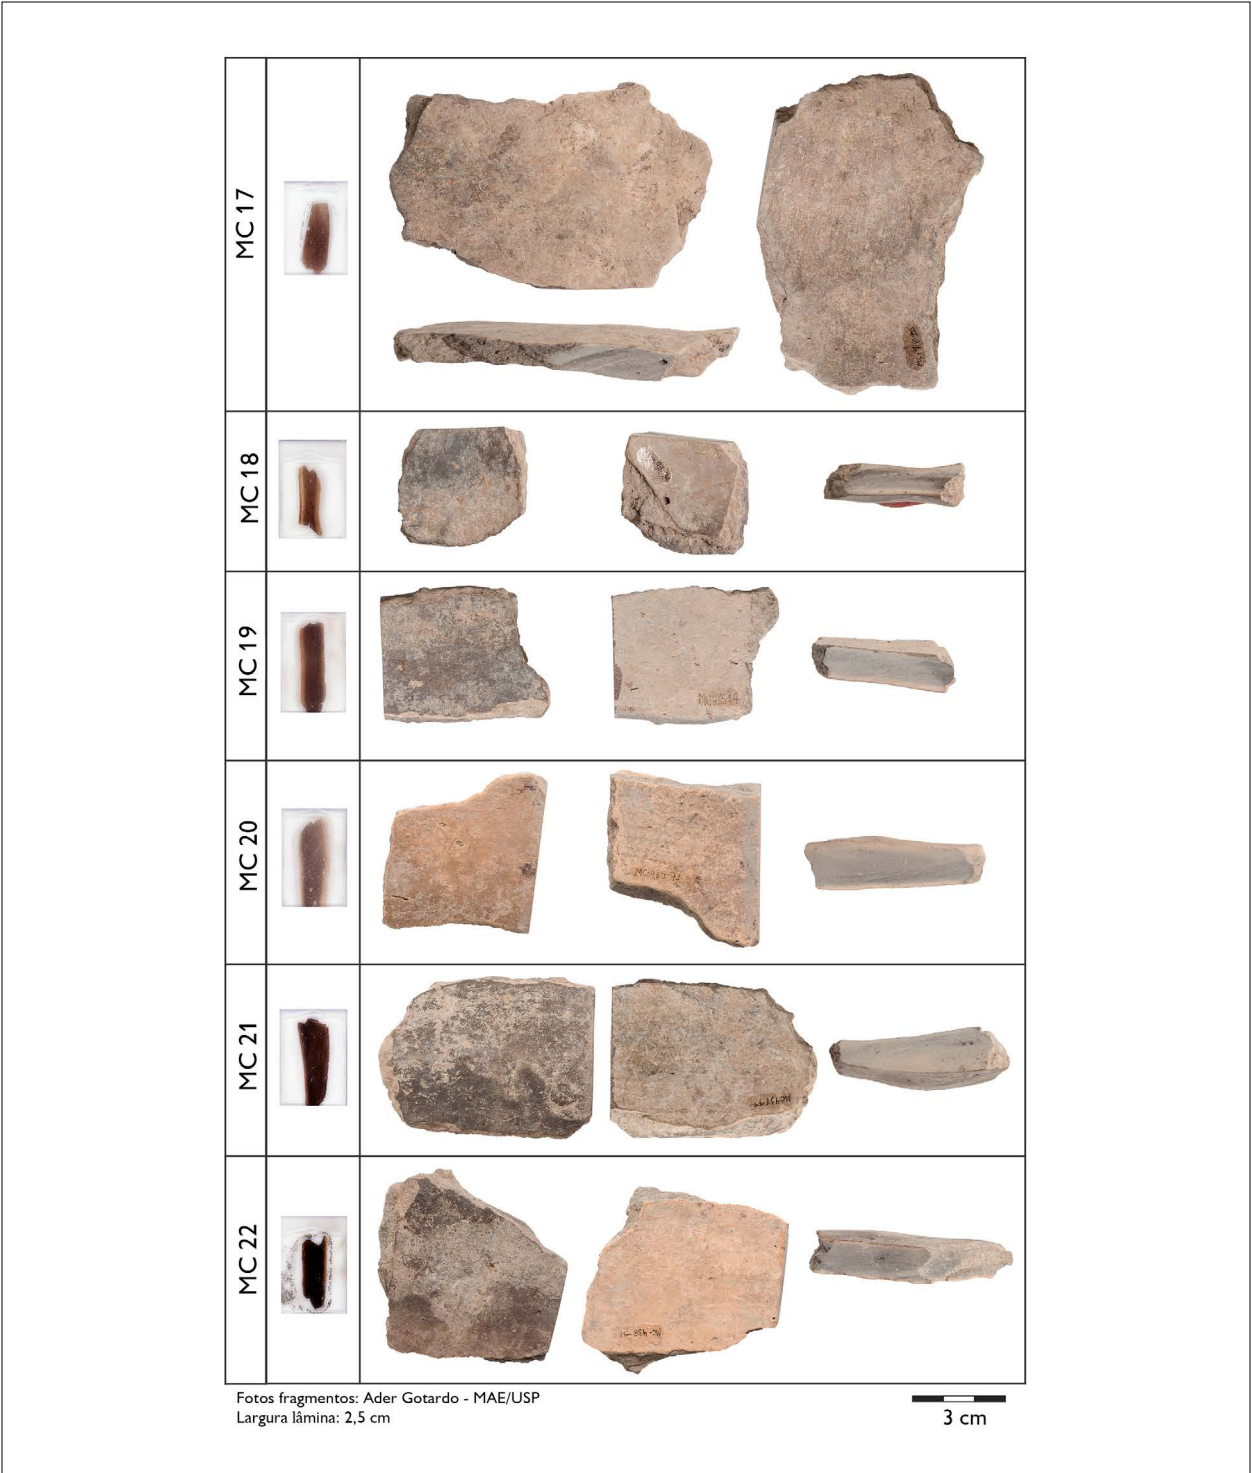 MC 17
MC 18
MC 19
MC 20
MC 21
MC 22
Fotos fragmentos: Ader Gotardo - MAE/USP
Largura lâmina: 2,5 cm
3 cm